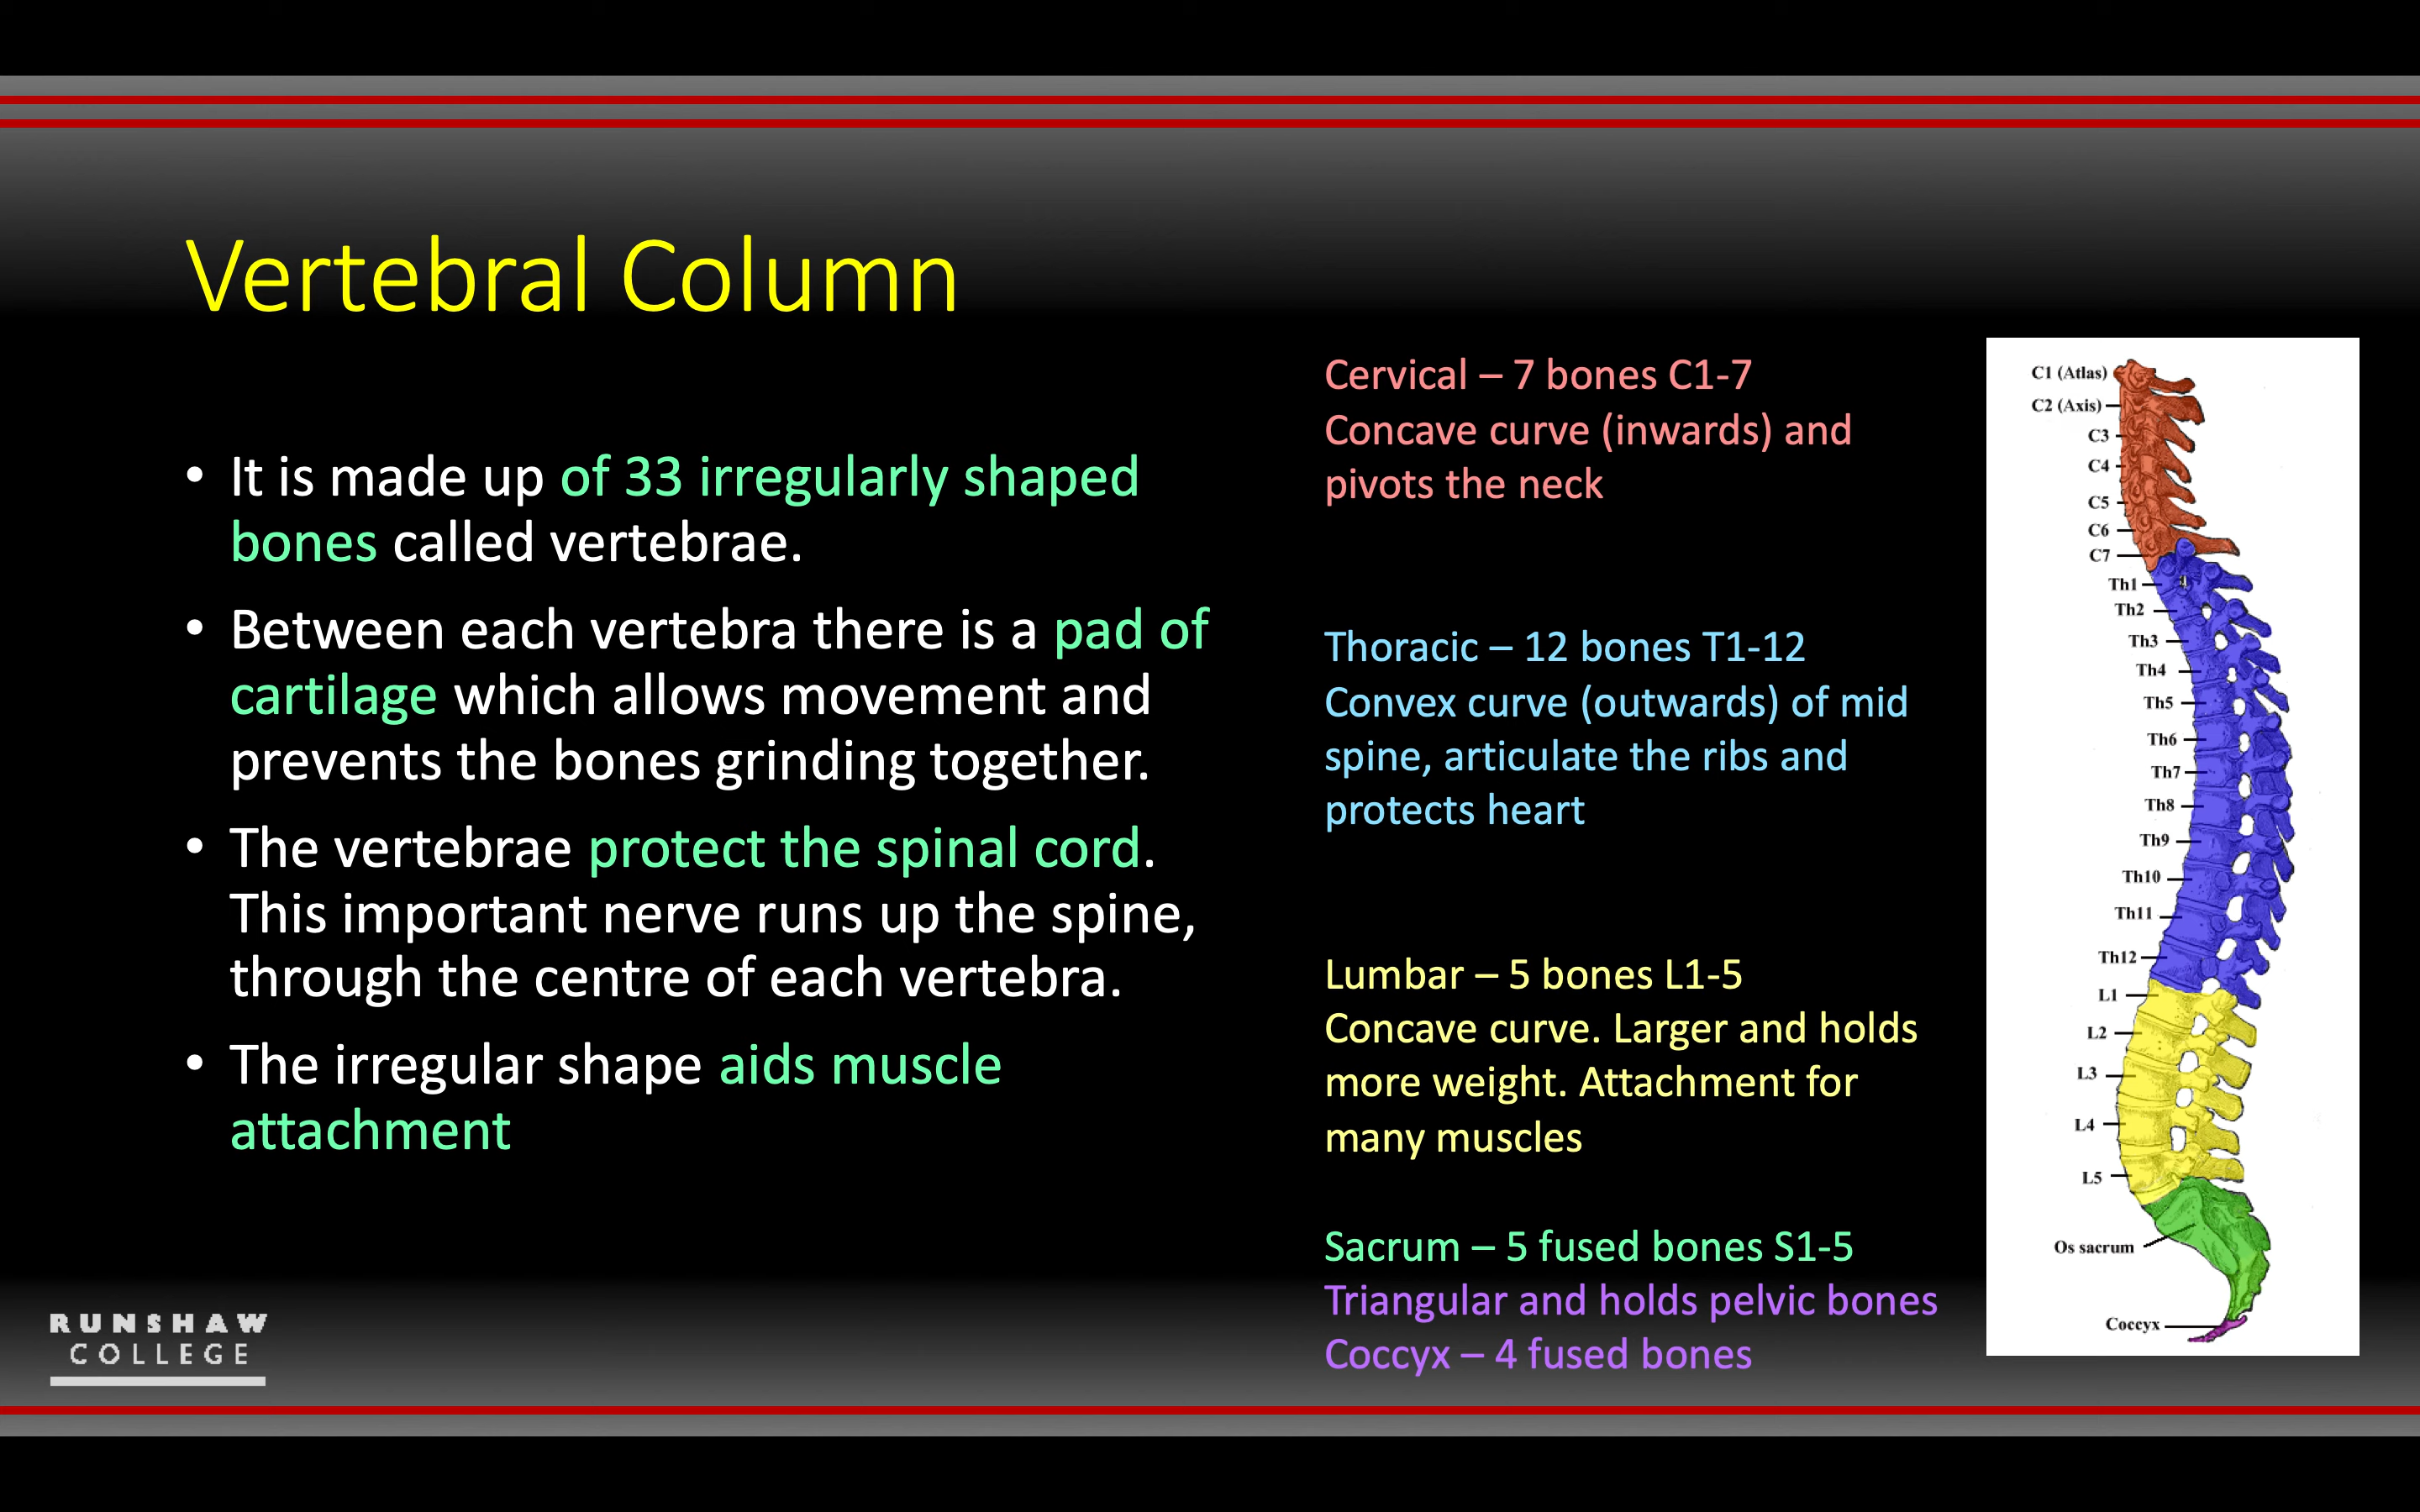 Vertebral Column
• It is made up of 33 irregularly shaped
bones called vertebrae.
• Between each vertebra there is a pad of
cartilage which allows movement and
prevents the bones grinding together.
• The vertebrae protect the spinal cord.
This important nerve runs up the spine,
through the centre of each vertebra.
• The irregular shape aids muscle
attachment
Cervical – 7 bones C1-7
Concave curve (inwards) and
pivots the neck
Thoracic – 12 bones T1-12
Convex curve (outwards) of mid
spine, articulate the ribs and
protects heart
Lumbar – 5 bones L1-5
Concave curve. Larger and holds
more weight. Attachment for
many muscles
Sacrum – 5 fused bones S1-5
Triangular and holds pelvic bones
Coccyx – 4 fused bones
C1 (Atlas)
C2 (Axis)
C3
C4
C5
C6
C7
Th1
Th2
Th3
Th4
Th5
Th6
Th7
Th8
Th9
Th10
Th11
Th12
L1
L2
L3
L4
L5
Os sacrum
Coccyx
RUNSHAW
COLLEGE